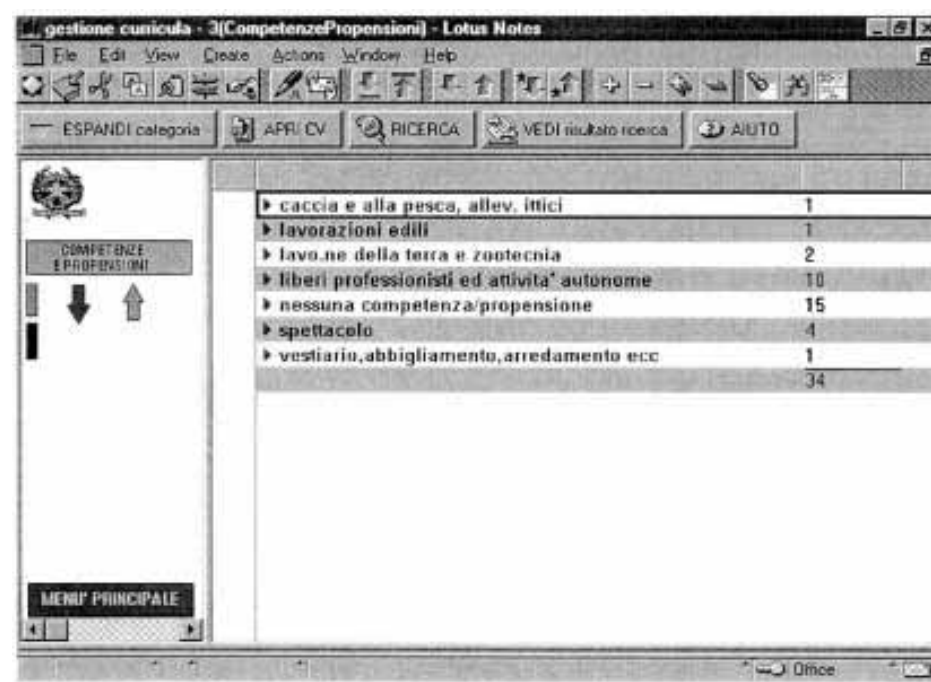 gestione curricula - 3(CompetenzePropensioni) - Lotus Notes
File Edit View Create Actions Window Help
ESPANDI categoria APRI CV RICERCA VEDI risultato ricerca AIUTO
caccia e alla pesca, allev. ittici 1
lavorazioni edili 1
COMPETENZE
E PROPENSIONI
lavo.ne della terra e zootecnia 2
liberi professionisti ed attivita' autonome 10
nessuna competenza/propensione 15
spettacolo 4
vestiario,abbigliamento,arredamento ecc 1
34
MENU' PRINCIPALE
Office